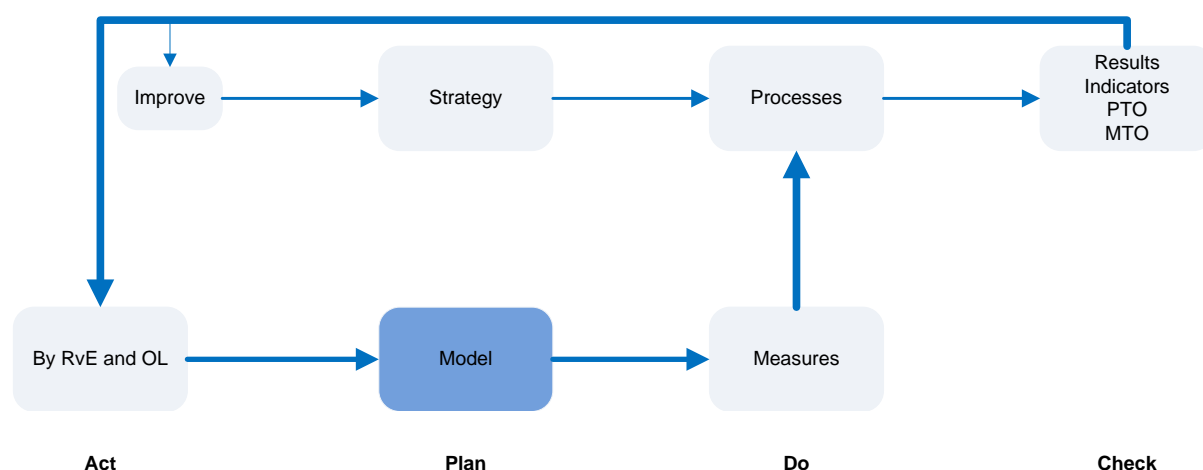 Improve
Strategy
Processes
Results
Indicators
PTO
MTO
By RvE and OL
Model
Measures
Act
Plan
Do
Check